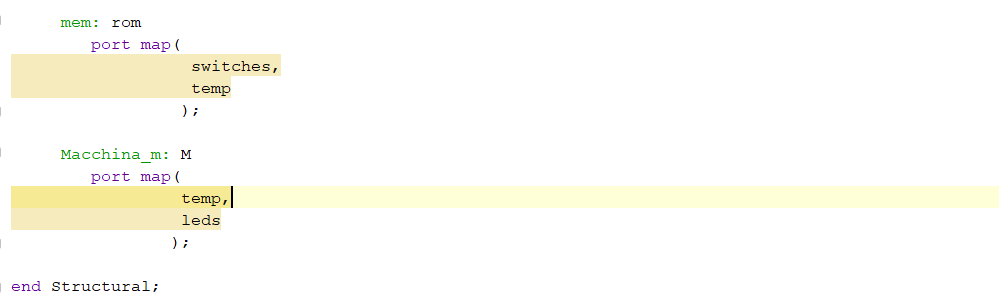 mem: rom
port map(
switches,
temp
);
Macchina_m: M
port map(
temp,
leds
);
end Structural;